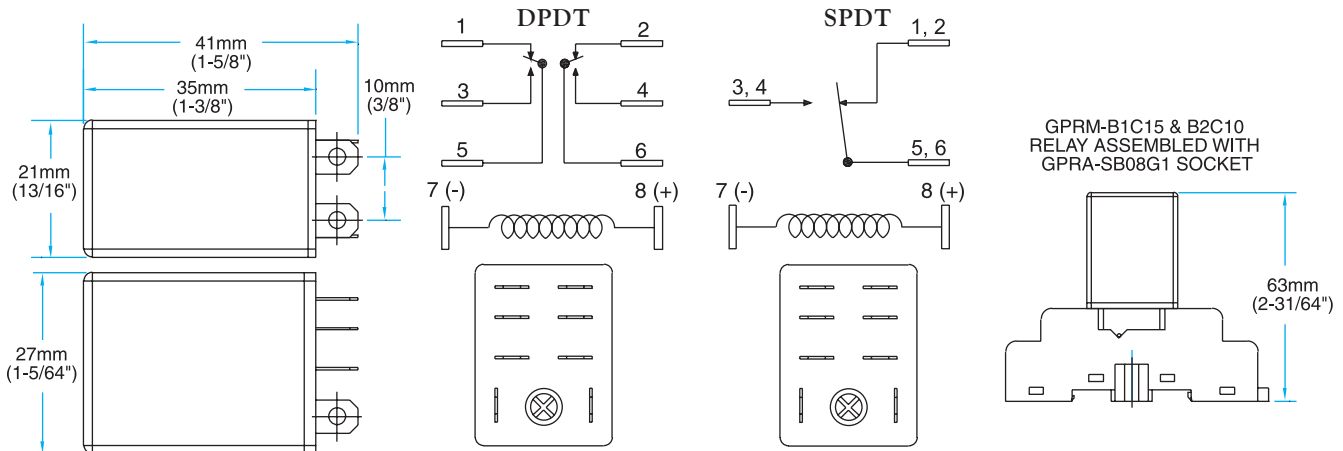 41mm
(1-5/8")
35mm
(1-3/8")
10mm
(3/8")
21mm
(13/16")
27mm
(1-5/64")
DPDT
1
2
3
4
5
6
7 (-)
8 (+)
SPDT
1, 2
3, 4
5, 6
7 (-)
8 (+)
GPRM-B1C15 & B2C10
RELAY ASSEMBLED WITH
GPRA-SB08G1 SOCKET
63mm
(2-31/64")